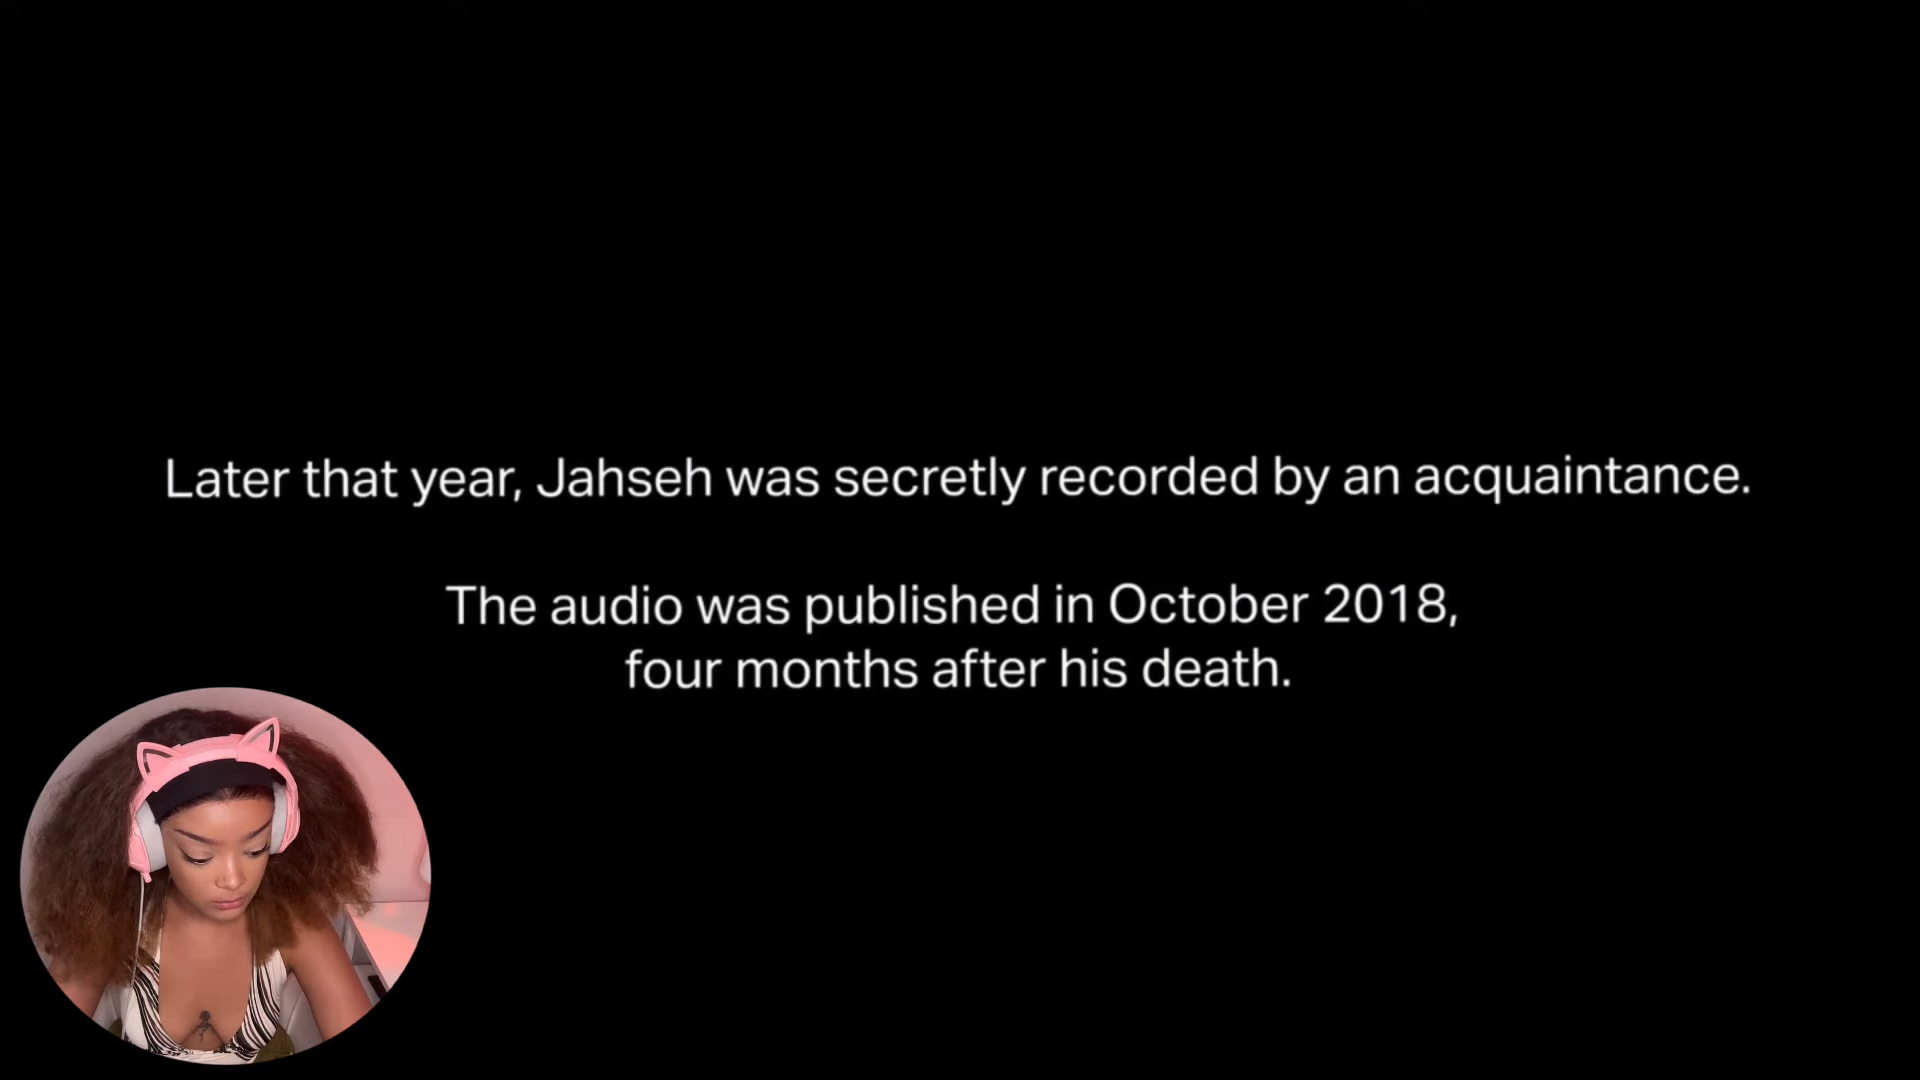 Later that year, Jahseh was secretly recorded by an acquaintance.
The audio was published in October 2018,
four months after his death.